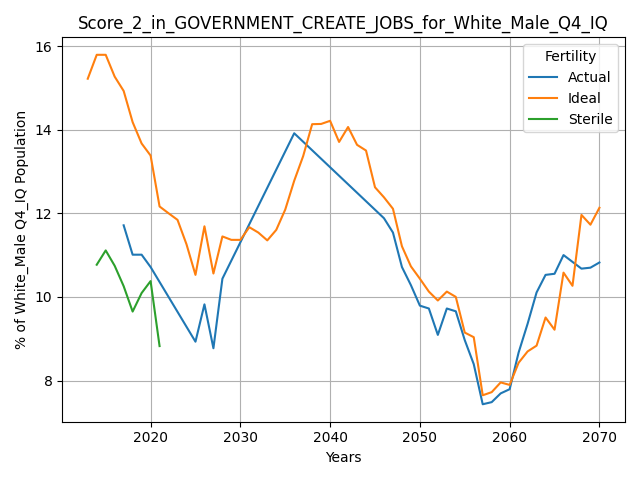 Score_2_in_GOVERNMENT_CREATE_JOBS_for_White_Male_Q4_IQ
% of White_Male Q4_IQ Population
16
14
12
10
8
Fertility
Actual
Ideal
Sterile
2020
2030
2040
2050
2060
2070
Years